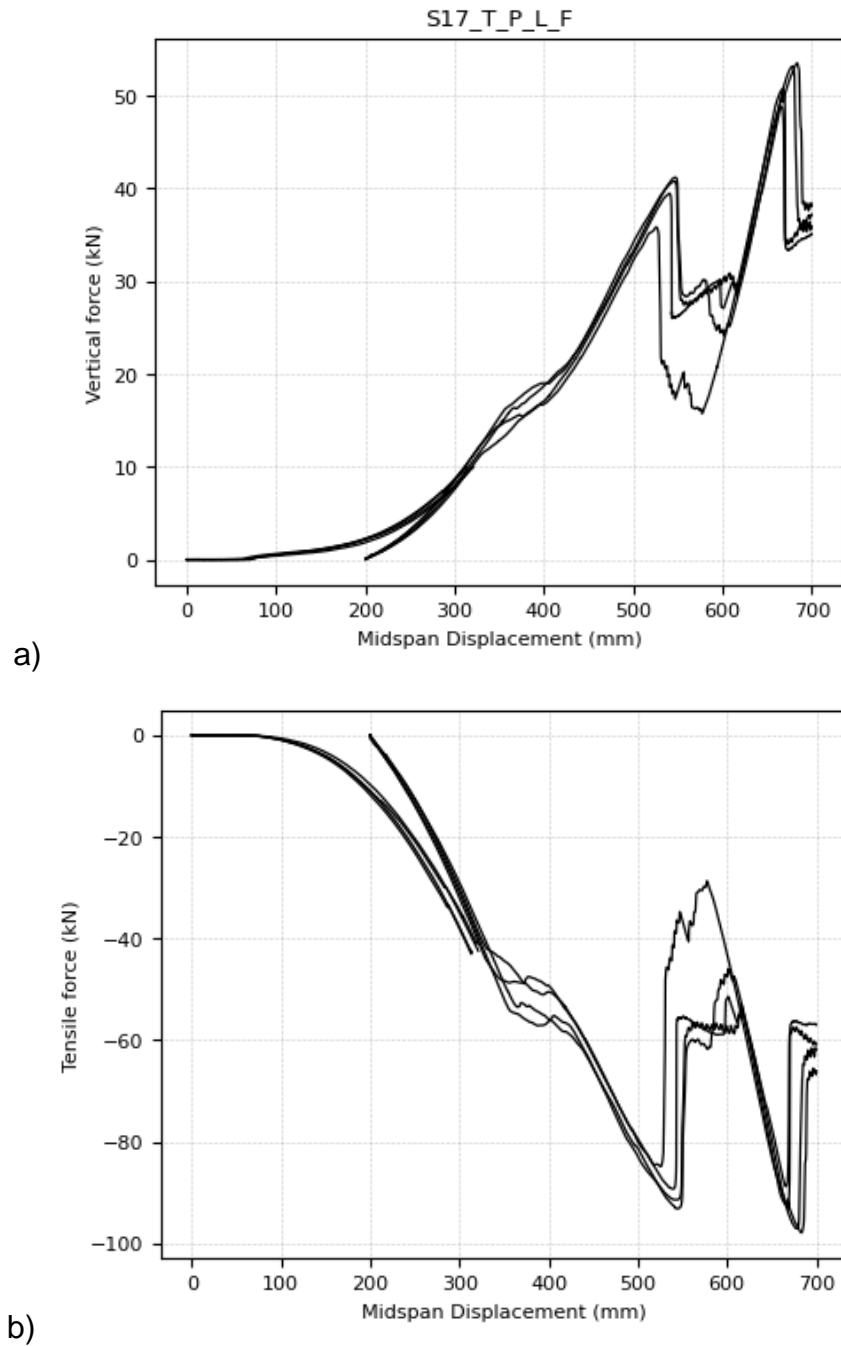 S17_T_P_L_F
50
40
30
20
10
0
Vertical force (kN)
0 100 200 300 400 500 600 700
Midspan Displacement (mm)
a)
0
−20
−40
−60
−80
−100
Tensile force (kN)
0 100 200 300 400 500 600 700
Midspan Displacement (mm)
b)